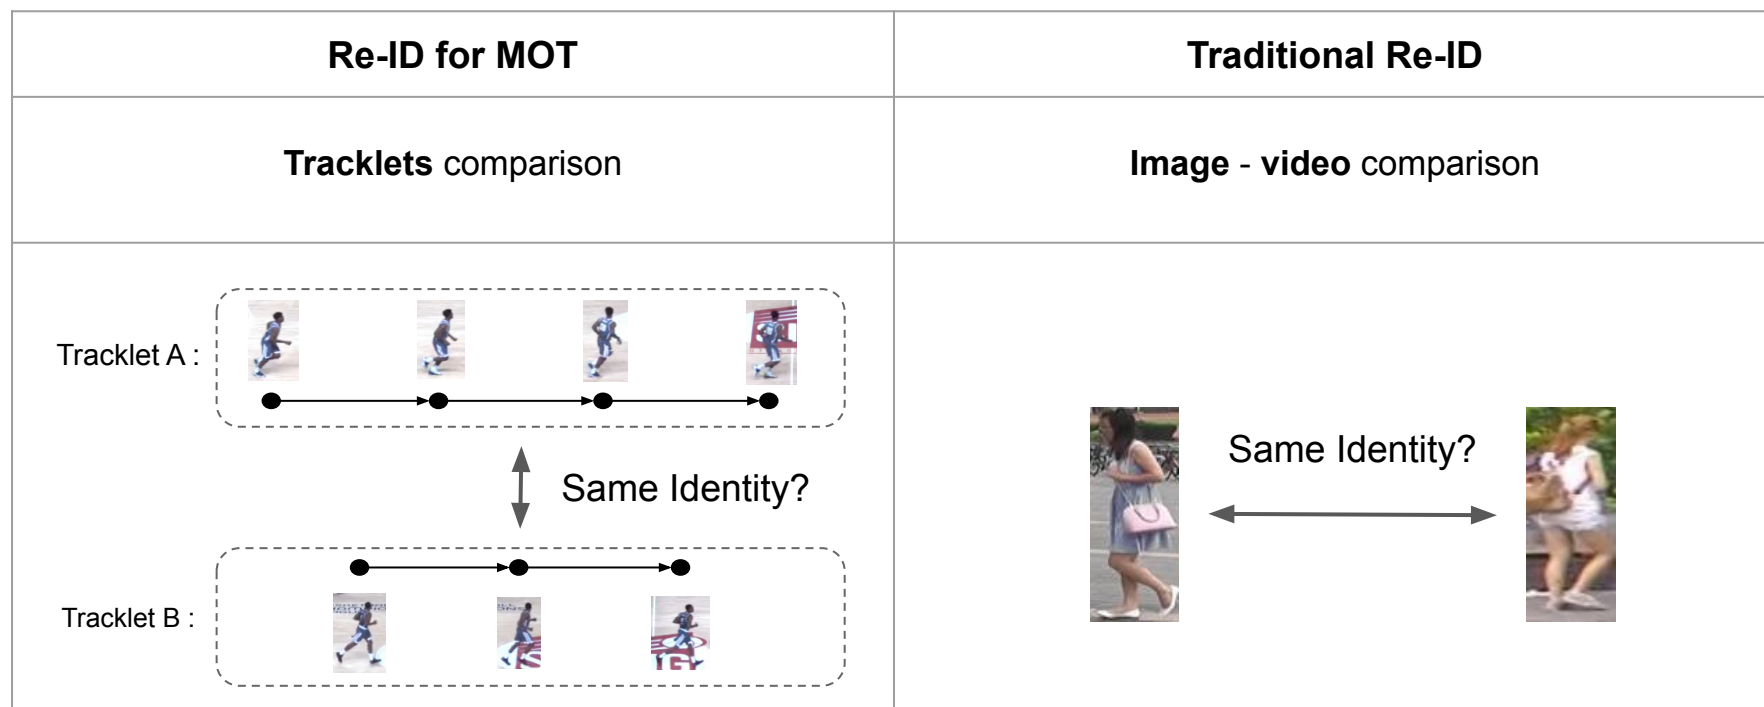 Re-ID for MOT
Traditional Re-ID
Tracklets comparison
Image - video comparison
Tracklet A :
Same Identity?
Tracklet B :
Same Identity?